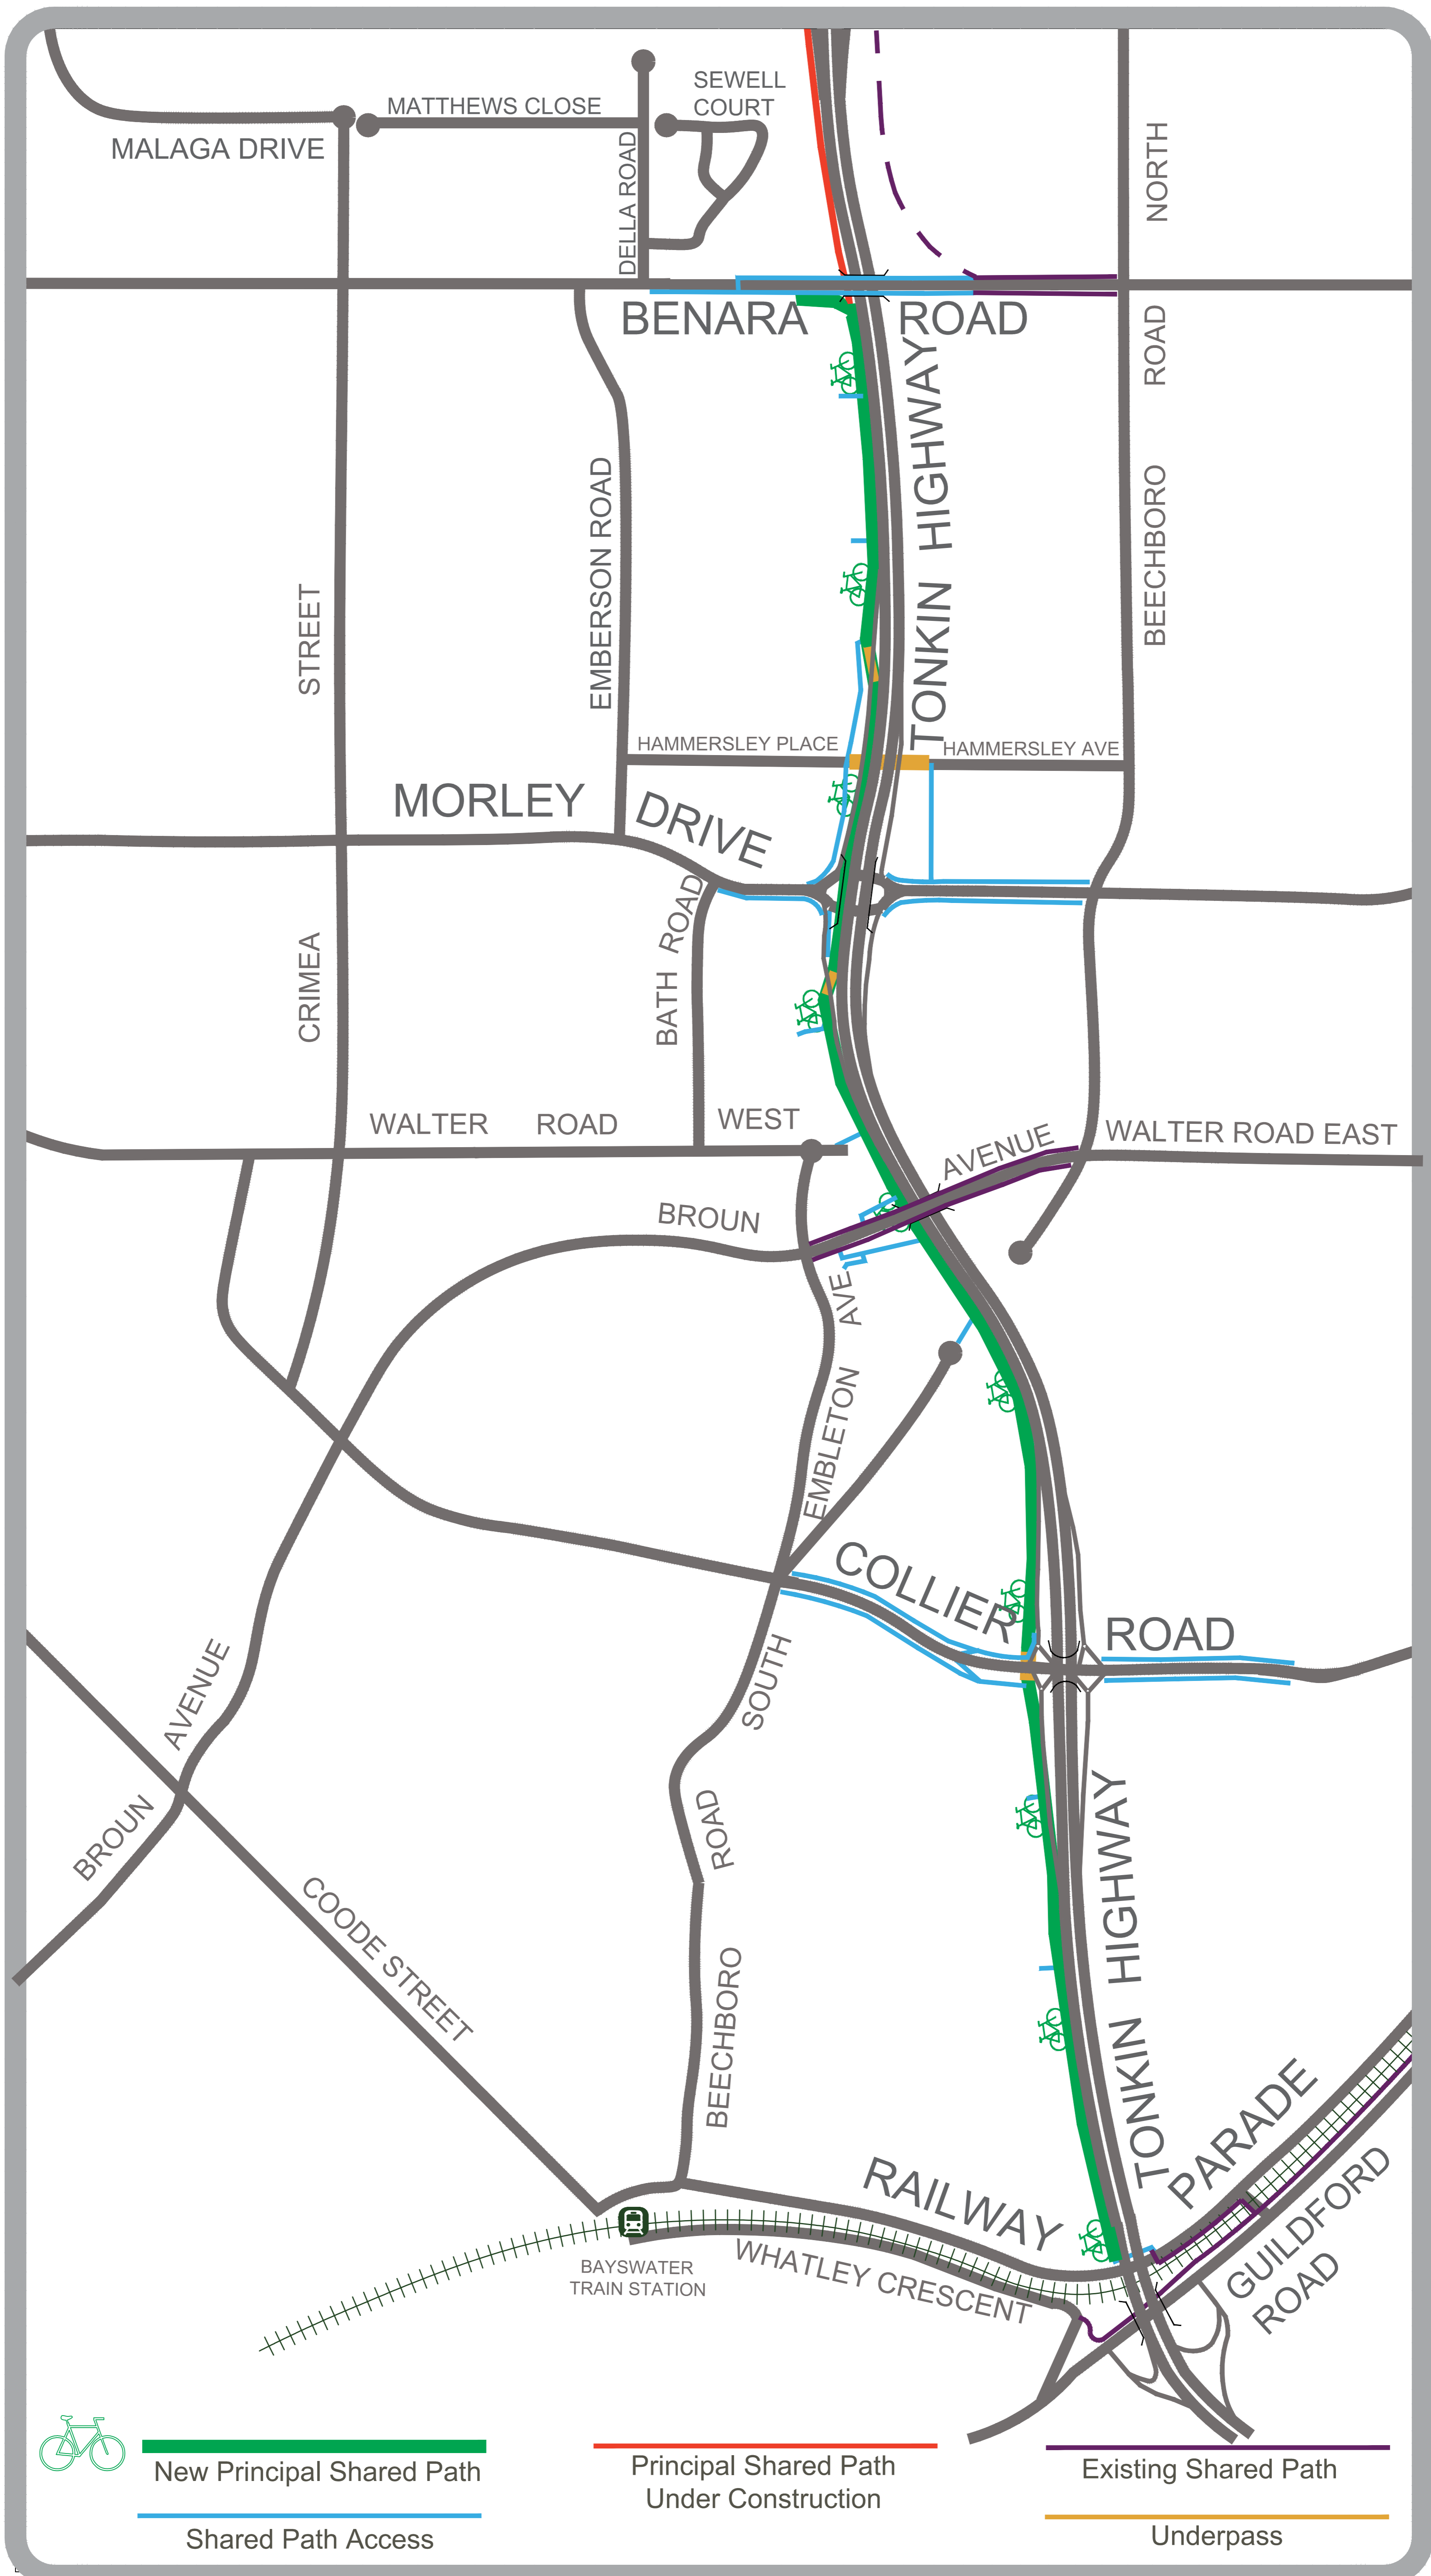 SEWELL
COURT
MATTHEWS CLOSE
MALAGA DRIVE
DELLA ROAD
NORTH
BENARA ROAD
ROAD
TONKIN HIGHWAY
BEECHBORO
EMBERSON ROAD
STREET
HAMMERSLEY PLACE
HAMMERSLEY AVE
MORLEY DRIVE
BATH ROAD
CRIMEA
WALTER ROAD WEST
AVENUE
WALTER ROAD EAST
BROUN
EMBLETON AVE
COLLIER ROAD
SOUTH
AVENUE
BROUN
ROAD
TONKIN HIGHWAY
COODE STREET
BEECHBORO
RAILWAY PARADE
GUILDFORD
ROAD
WHATLEY CRESCENT
BAYSWATER
TRAIN STATION
New Principal Shared Path
Principal Shared Path
Under Construction
Existing Shared Path
Shared Path Access
Underpass